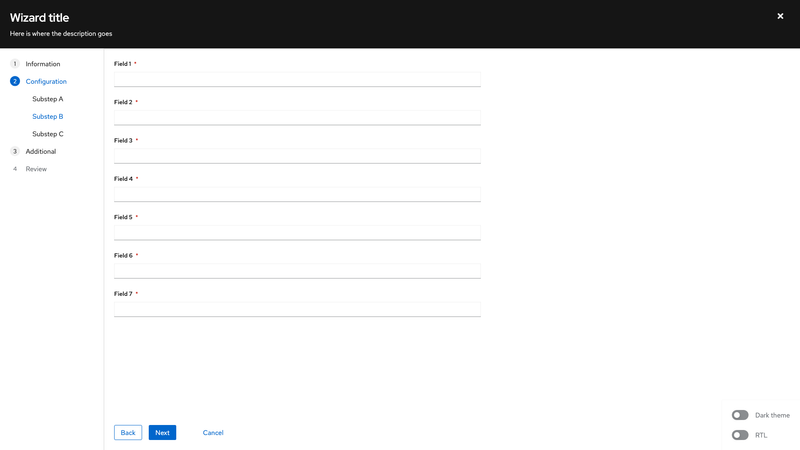 Wizard title
Here is where the description goes
1 Information
2 Configuration
Substep A
Substep B
Substep C
3 Additional
4 Review
Field 1 *
Field 2 *
Field 3 *
Field 4 *
Field 5 *
Field 6 *
Field 7 *
Back Next Cancel
Dark theme
RTL